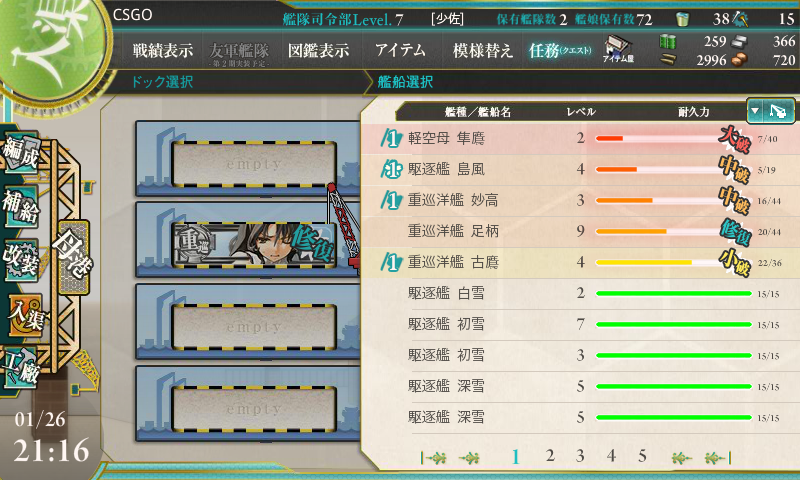 CSGO 艦隊司令部Level. 7 [少佐] 保有艦隊数 2 艦娘保有数 72 38 15
入渠 戦績表示 友軍艦隊 図鑑表示 アイテム 模様替え 任務(クエスト) アイテム屋 259 366
第2期実装予定 2996 720
ドック選択 艦船選択
艦種/艦船名 レベル 耐久力
編成
補給
改装
入渠
工廠
母港
empty
重巡 修復
empty
empty
1 軽空母 隼鷹 2 大破 7/40
1 駆逐艦 島風 4 中破 5/19
1 重巡洋艦 妙高 3 中破 16/44
重巡洋艦 足柄 9 修復 20/44
1 重巡洋艦 古鷹 4 小破 22/36
駆逐艦 白雪 2 15/15
駆逐艦 初雪 7 15/15
駆逐艦 初雪 3 15/15
駆逐艦 深雪 5 15/15
駆逐艦 深雪 5 15/15
1 2 3 4 5
01/26
21:16